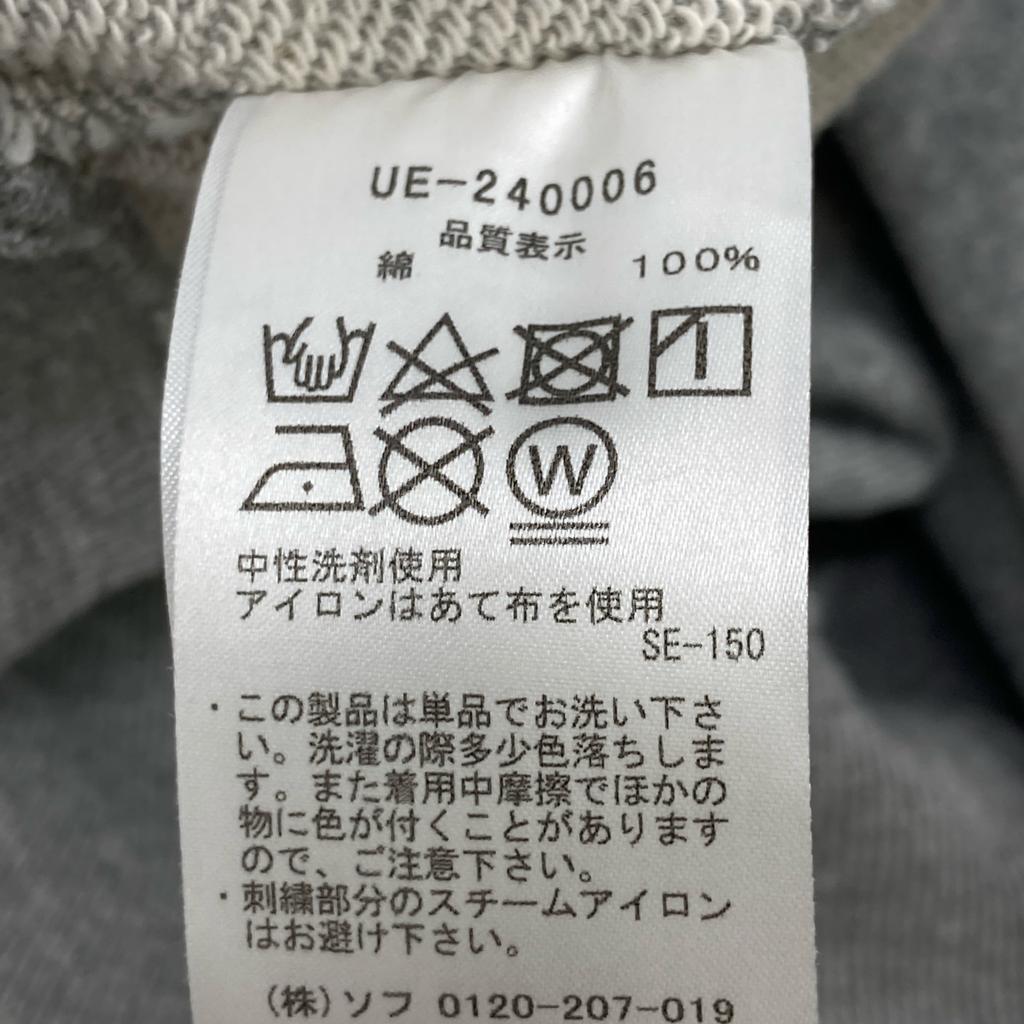 UE-240006
品質表示
綿 100%
W
中性洗剤使用
アイロンはあて布を使用
SE-150
・この製品は単品でお洗い下さ
い。洗濯の際多少色落ちしま
す。また着用中摩擦でほかの
物に色が付くことがあります
ので、ご注意下さい。
・刺繍部分のスチームアイロン
はお避け下さい。
(株)ソフ 0120-207-019